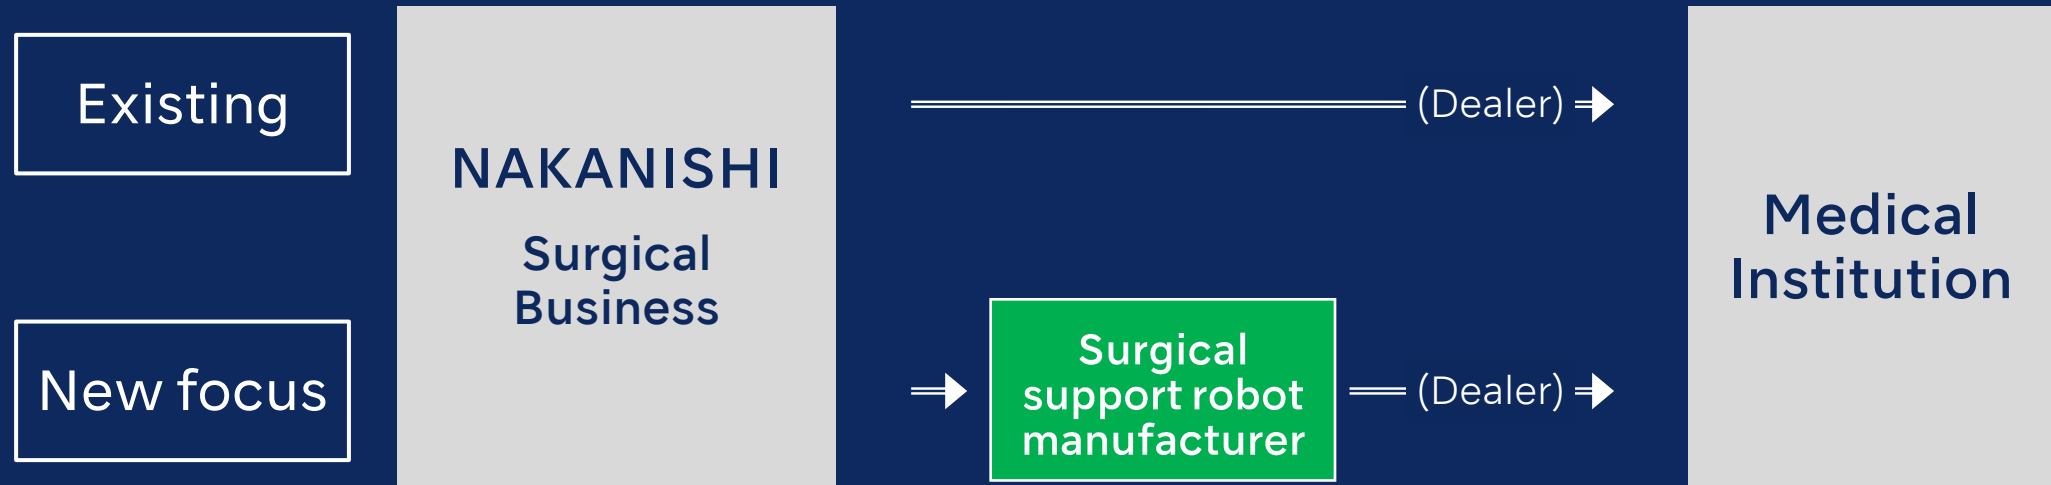 Existing
NAKANISHI
Surgical
Business
(Dealer)
Medical
Institution
New focus
Surgical
support robot
manufacturer
(Dealer)